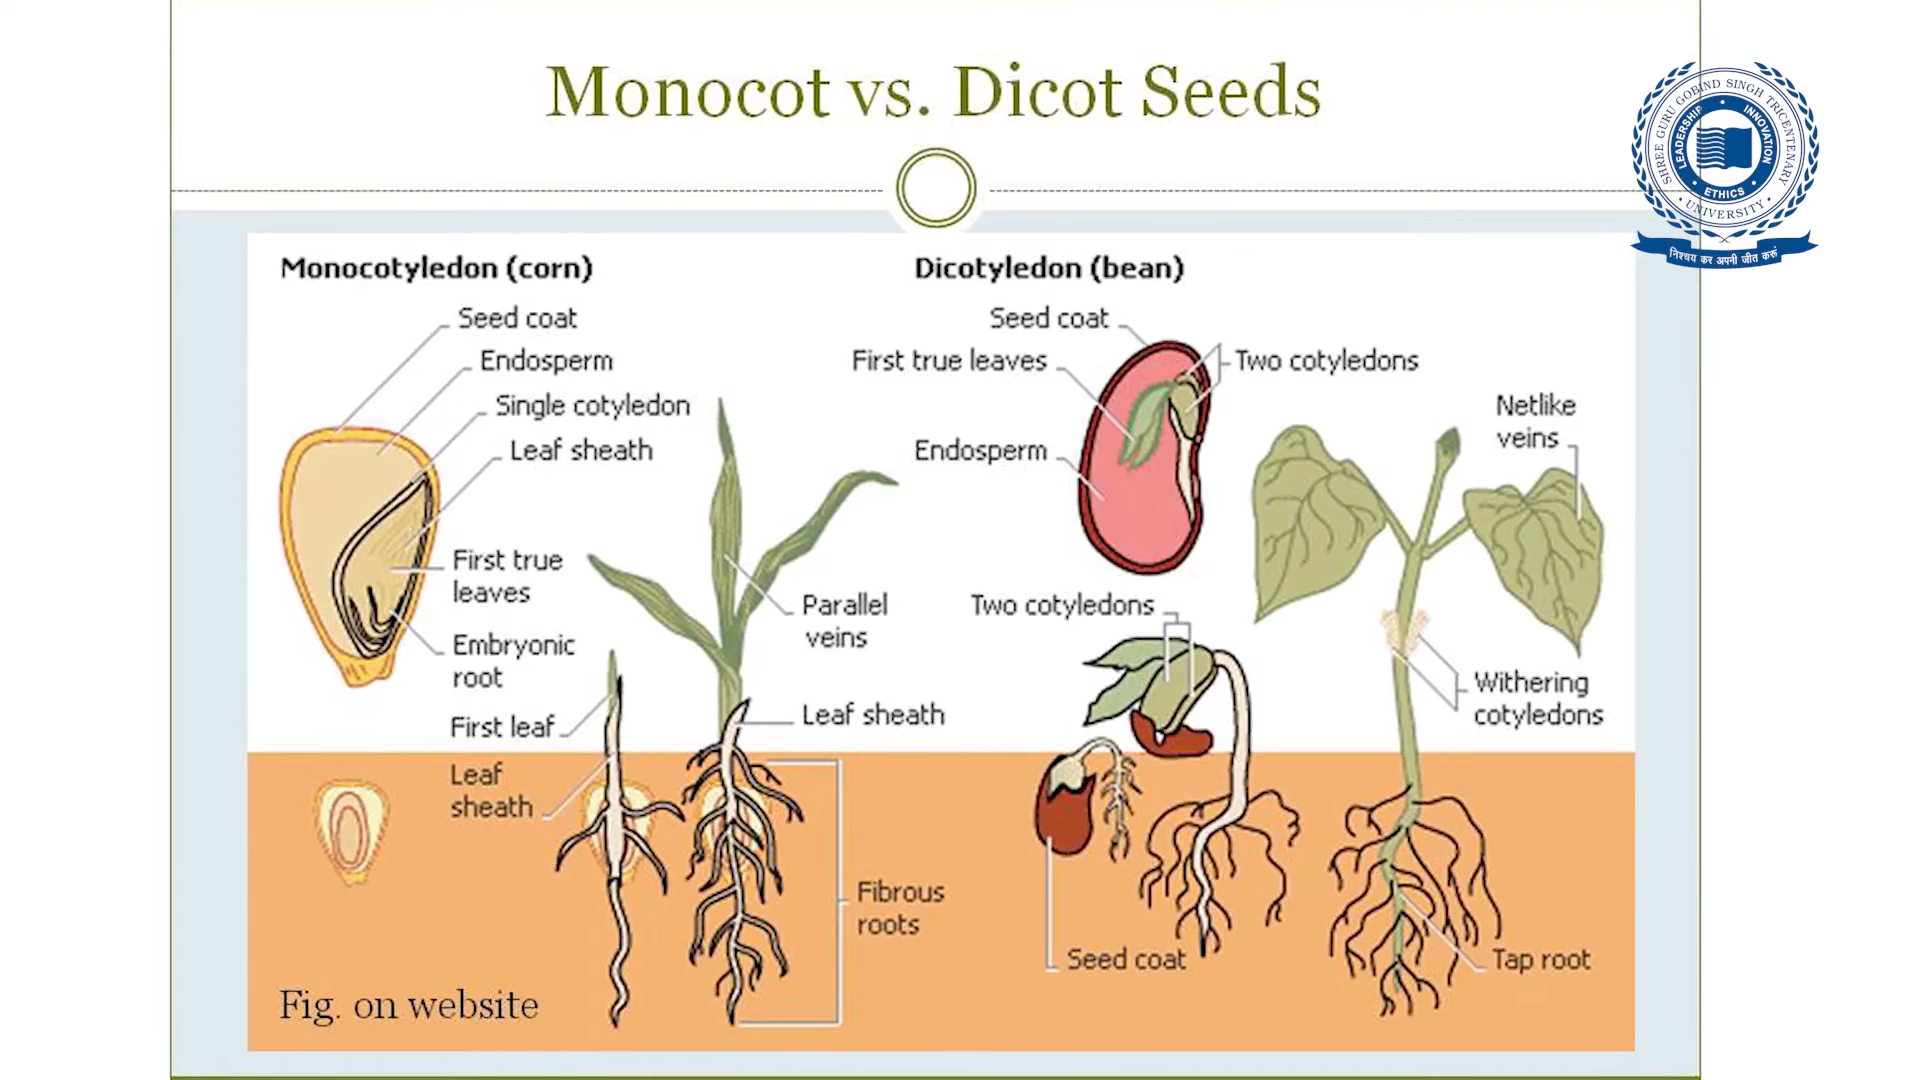 Monocot vs. Dicot Seeds
SHREE GURU GOBIND SINGH TRICENTENARY
UNIVERSITY
LEADERSHIP
INNOVATION
ETHICS
निश्चय कर अपनी जीत करूं
Monocotyledon (corn)
Seed coat
Endosperm
Single cotyledon
Leaf sheath
First true
leaves
Embryonic
root
First leaf
Leaf
sheath
Parallel
veins
Leaf sheath
Fibrous
roots
Fig. on website
Dicotyledon (bean)
Seed coat
First true leaves
Two cotyledons
Endosperm
Netlike
veins
Two cotyledons
Withering
cotyledons
Seed coat
Tap root